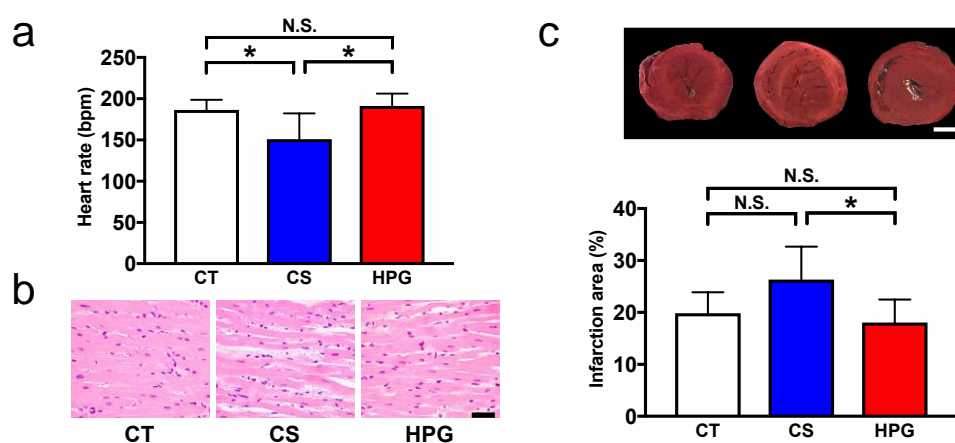 a
N.S.
*
*
Heart rate (bpm)
250
200
150
100
50
0
CT
CS
HPG
b
CT
CS
HPG
c
N.S.
N.S.
*
Infarction area (%)
40
30
20
10
0
CT
CS
HPG